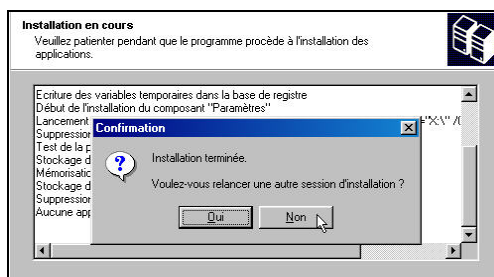 Installation en cours
Veuillez patienter pendant que le programme procède à l'installation des
applications.
Ecriture des variables temporaires dans la base de registre
Début de l'installation du composant "Paramètres"
Lancement
Suppression
Test de la p
Stockage d
Mémorisatio
Stockage d
Suppression
Aucune app
="X:\" /(
Confirmation
Installation terminée.
Voulez-vous relancer une autre session d'installation ?
Oui
Non